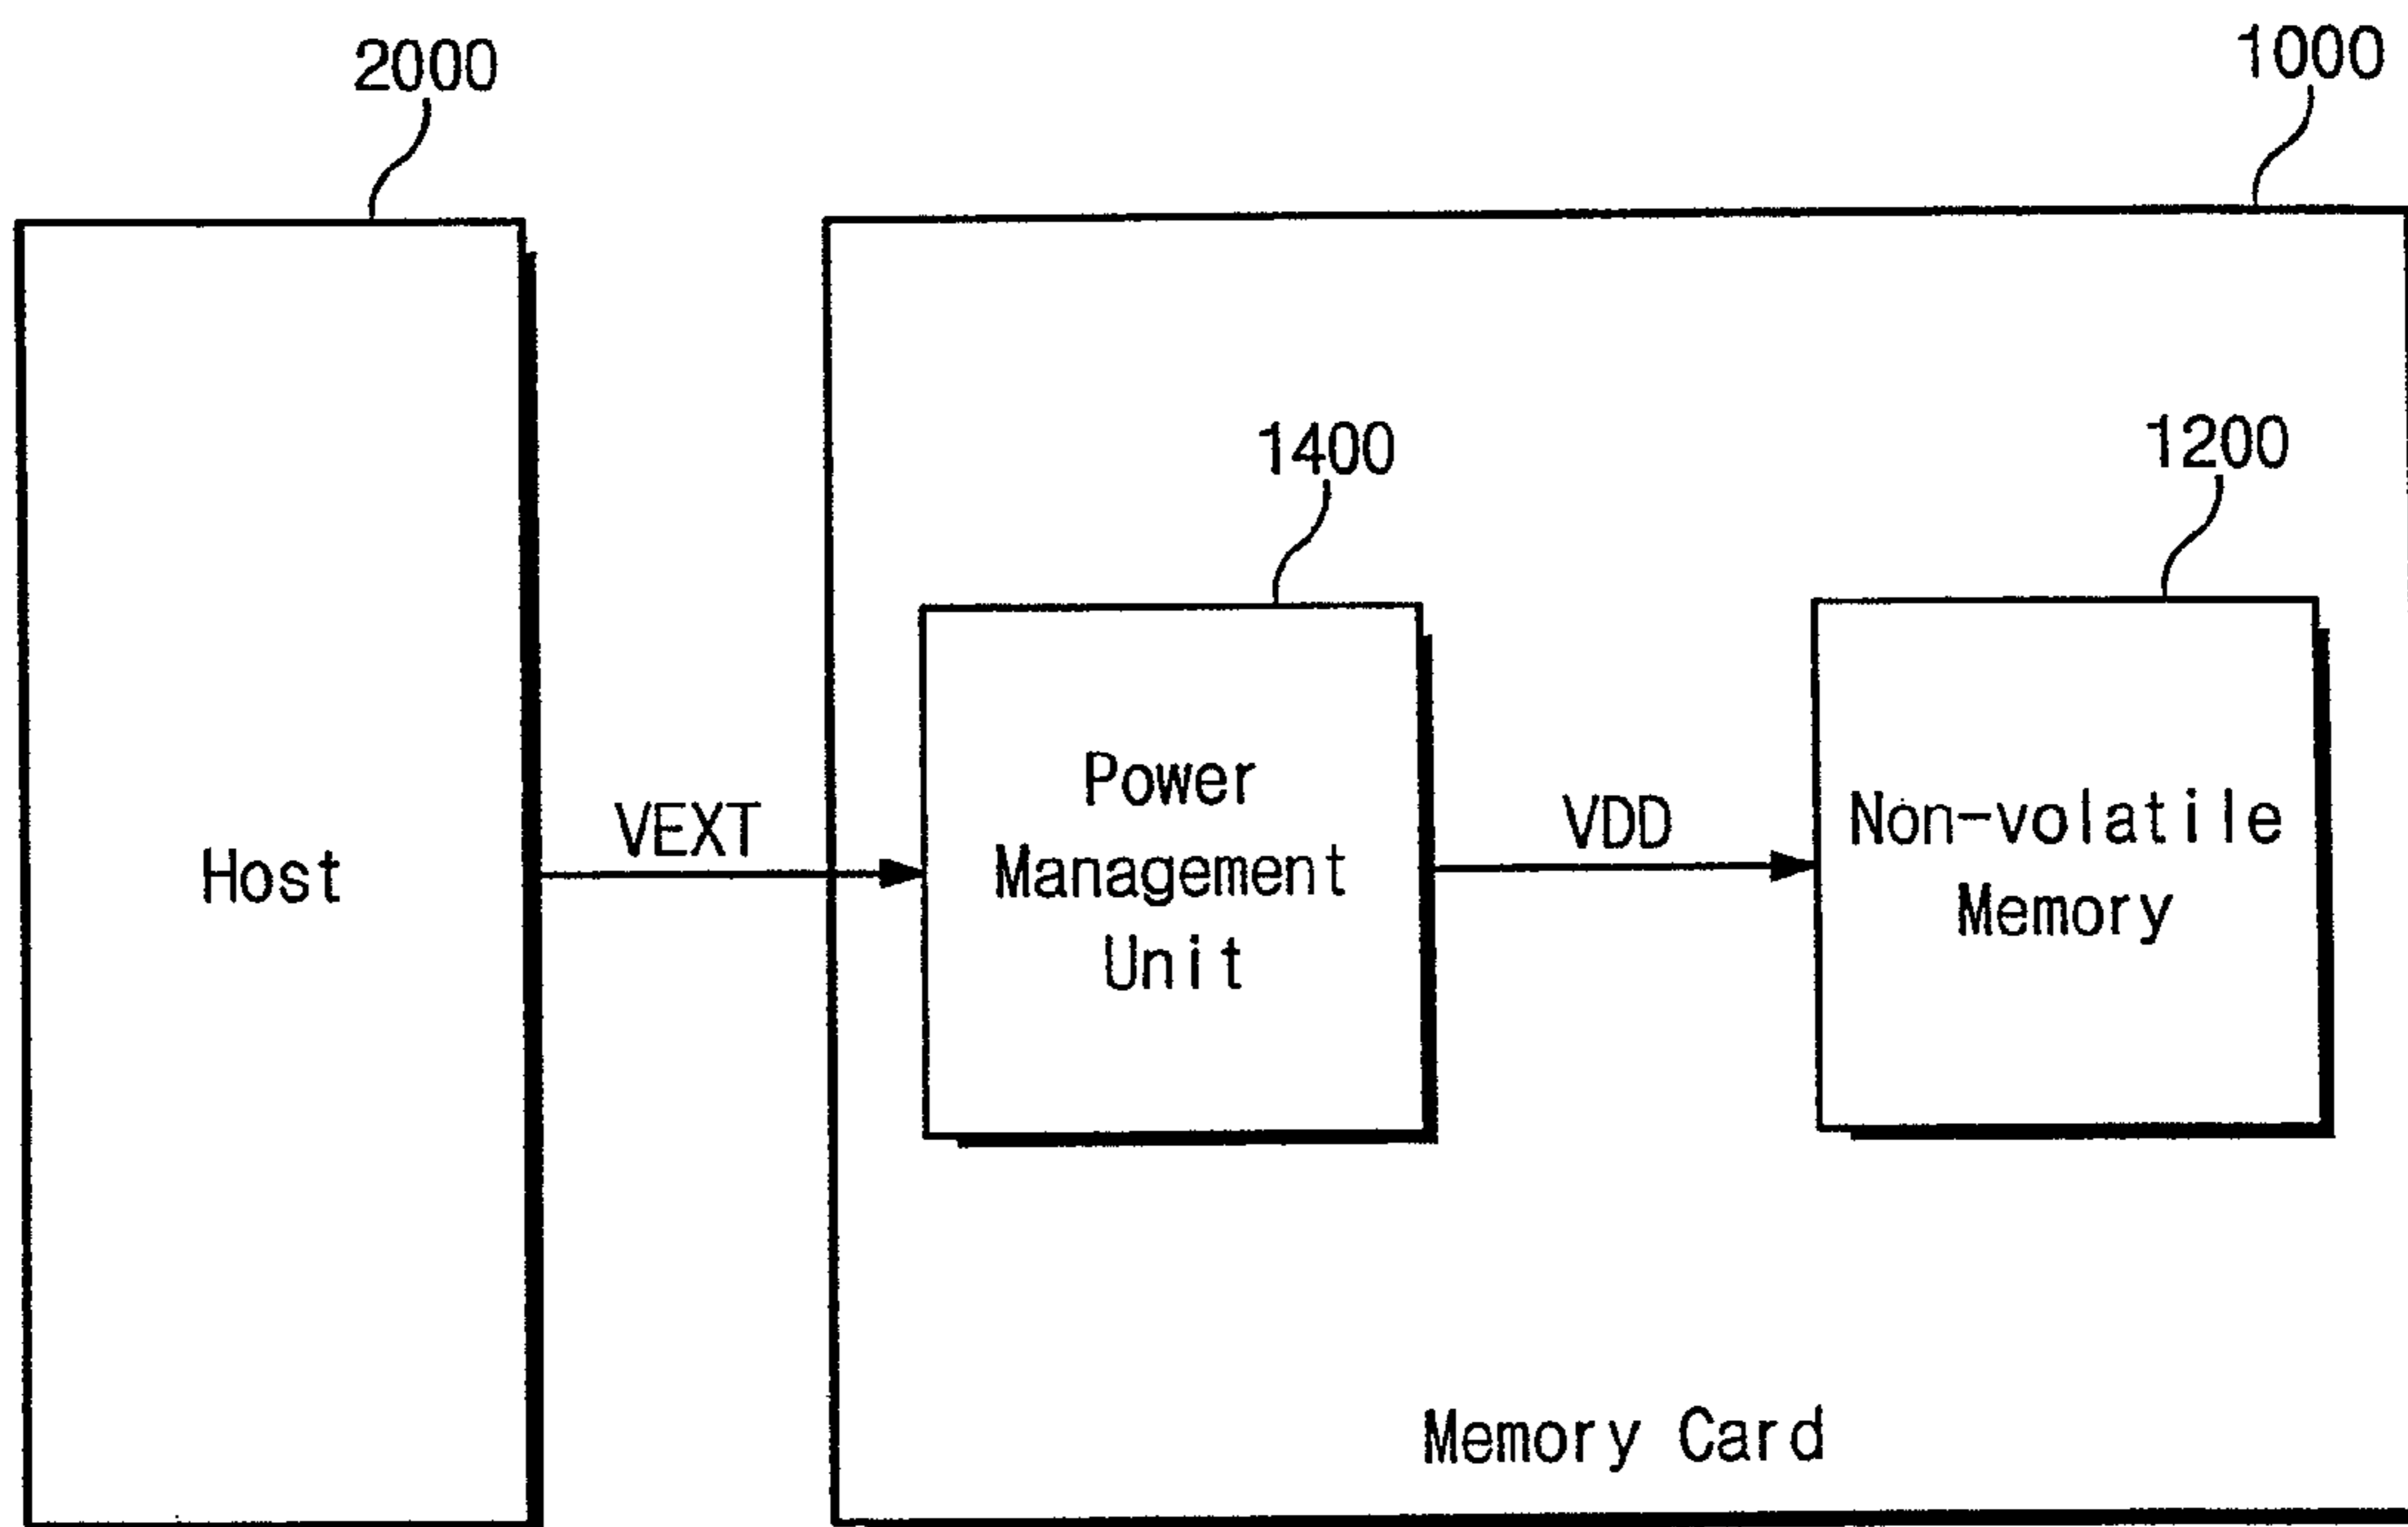 2000
1000
1400
1200
Host
VEXT
Power
Management
Unit
VDD
Non-volatile
Memory
Memory Card